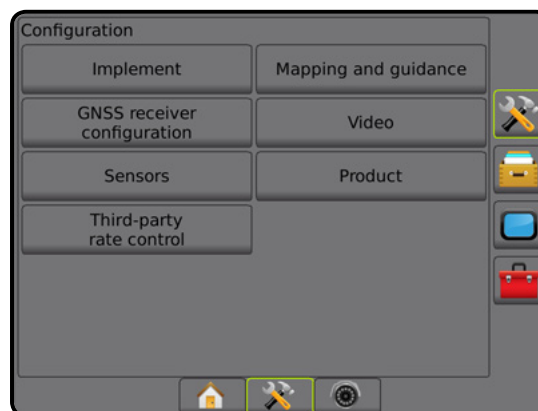 Configuration
Implement
Mapping and guidance
GNSS receiver
configuration
Video
Sensors
Product
Third-party
rate control